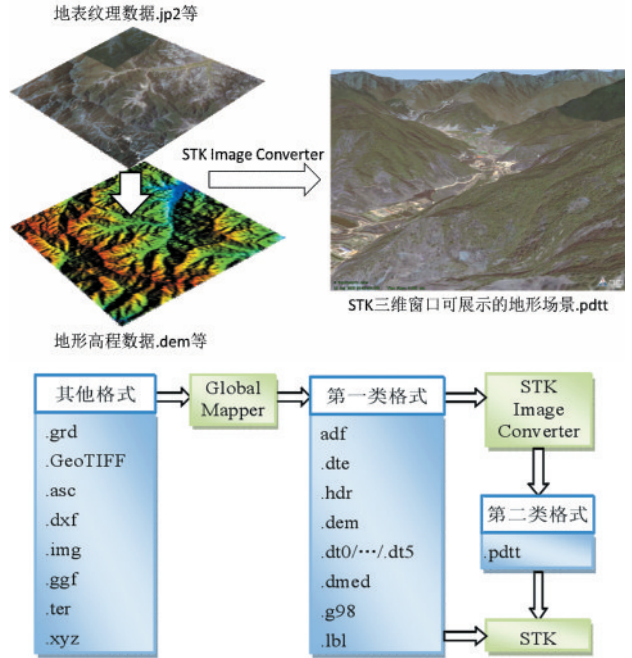 地表纹理数据.jp2等
STK Image Converter
地形高程数据.dem等
STK三维窗口可展示的地形场景.pdtt
其他格式
.grd
.GeoTIFF
.asc
.dxf
.img
.ggf
.ter
.xyz
Global
Mapper
第一类格式
adf
.dte
.hdr
.dem
.dt0/…/.dt5
.dmed
.g98
.lbl
STK
Image
Converter
第二类格式
.pdtt
STK